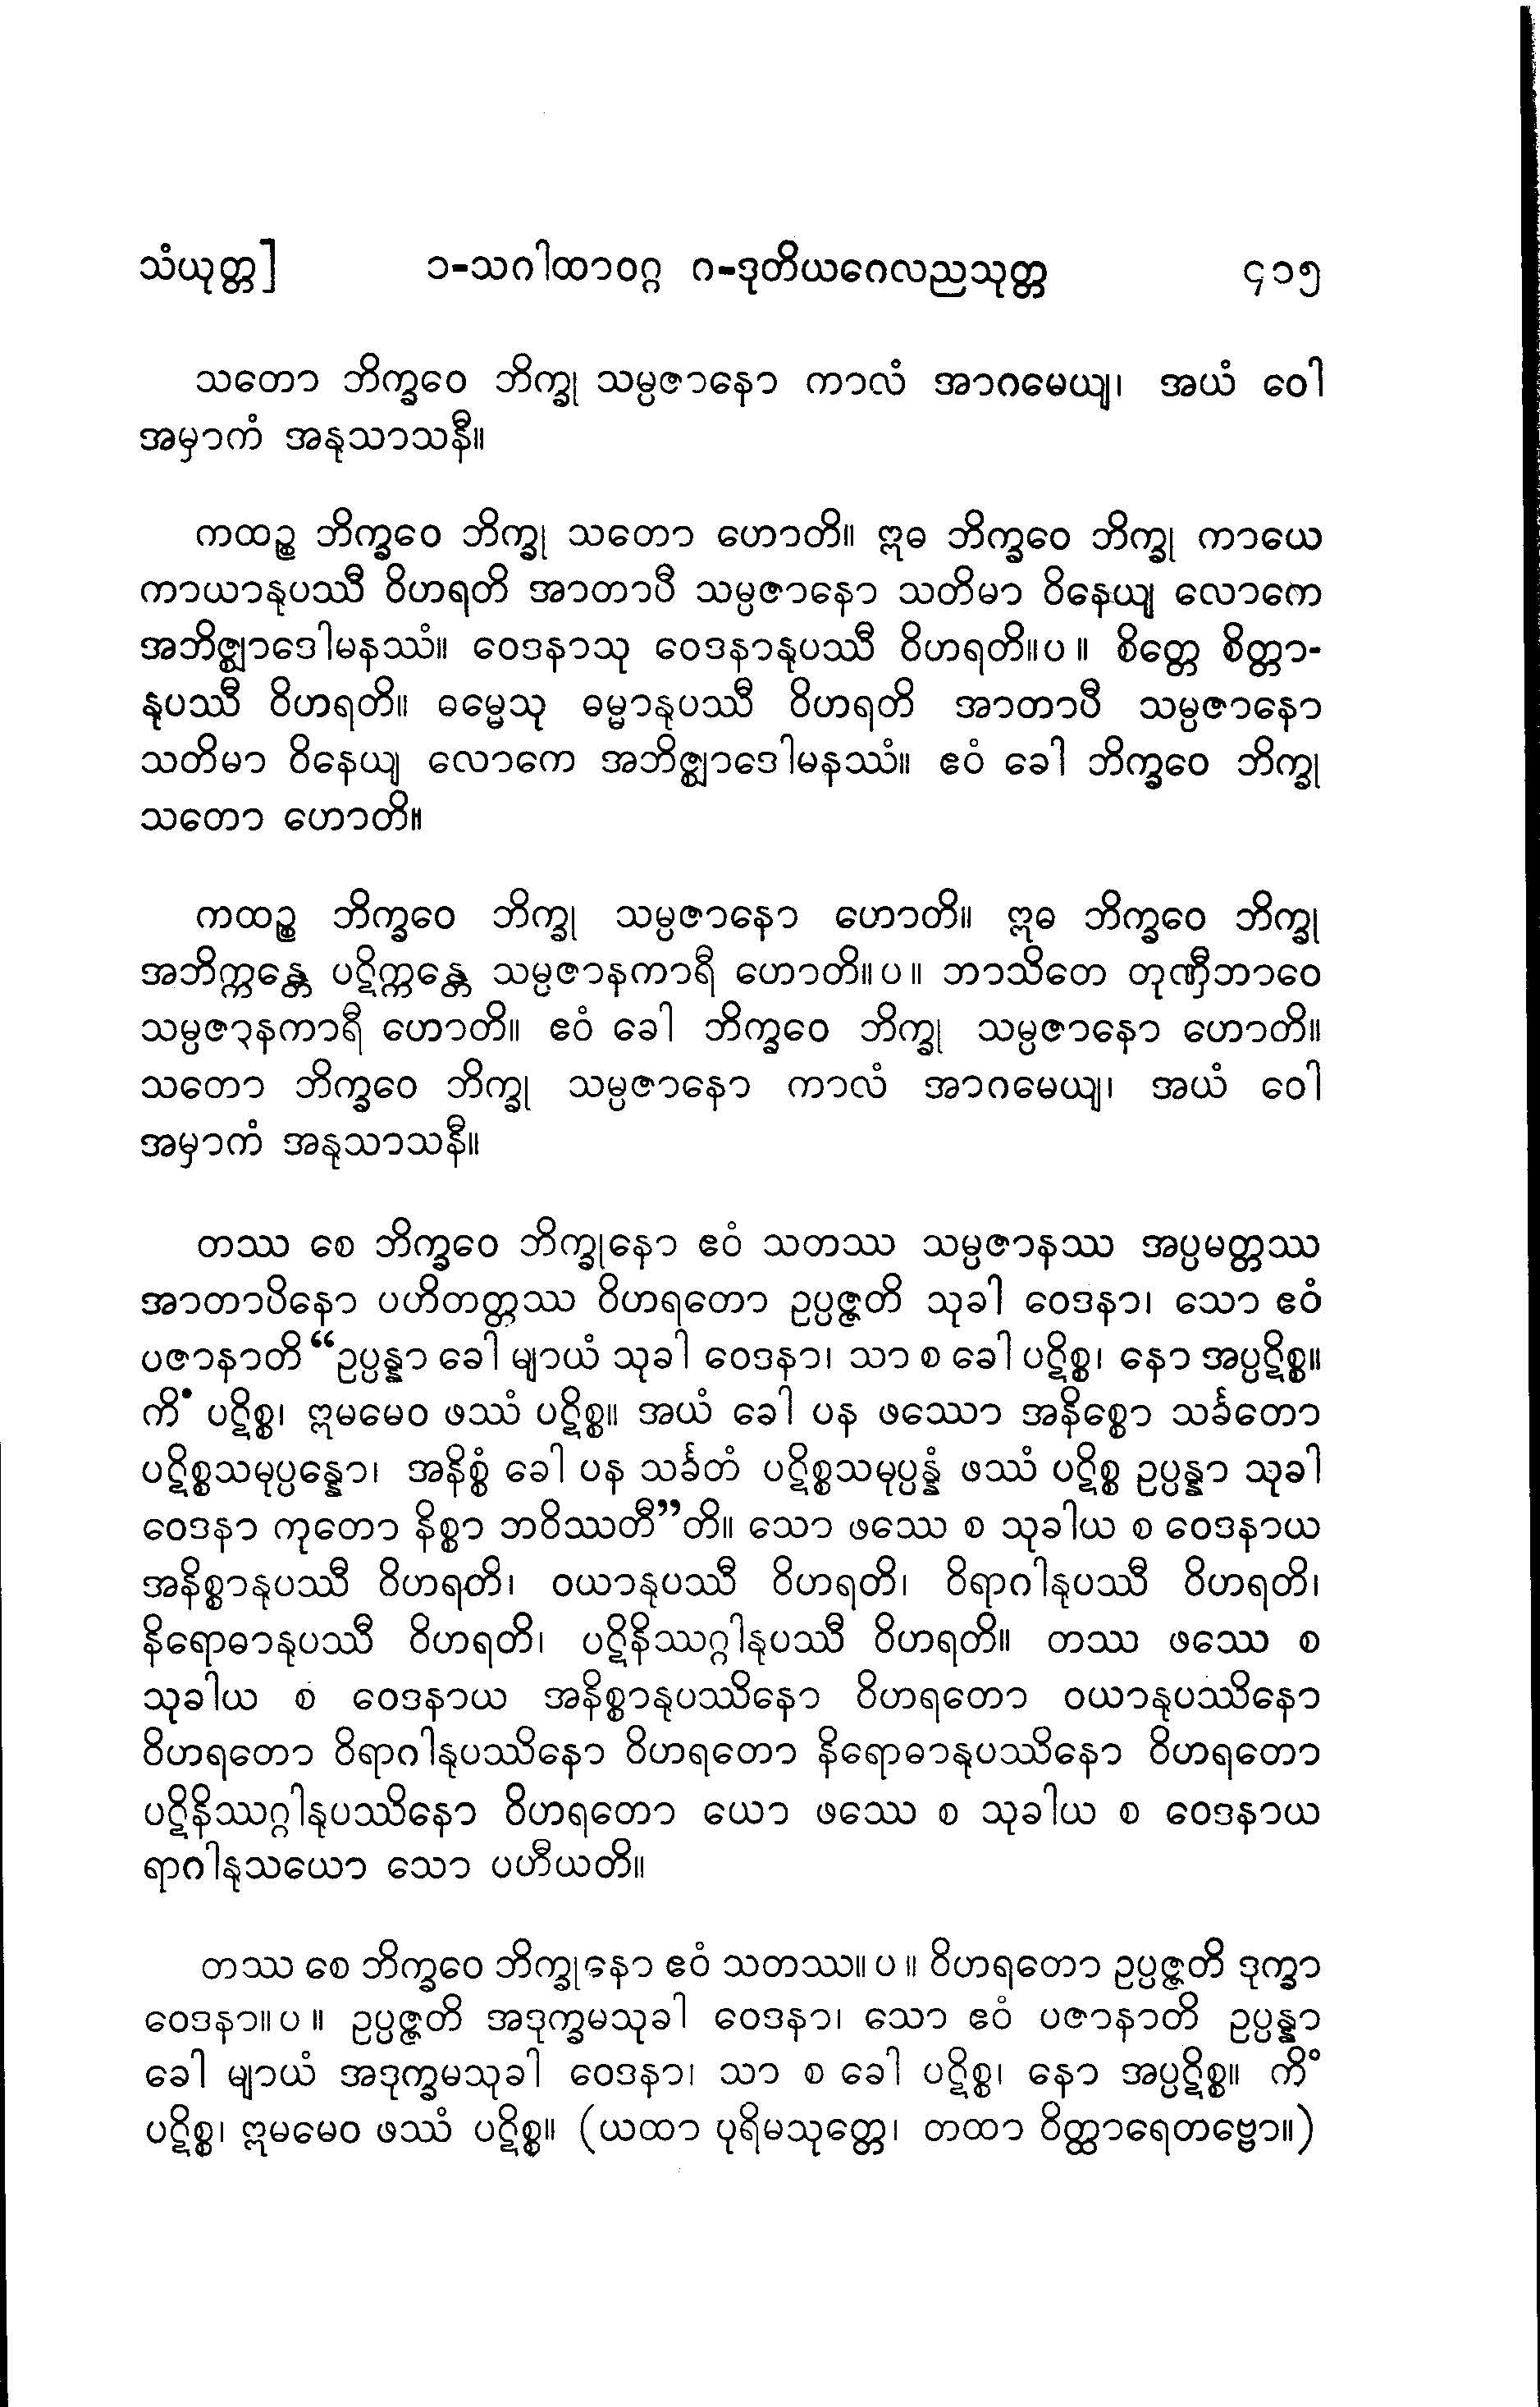 သံယုတ္တ] ၁-သဂါထာဝဂ္ဂ ဂ-ဒုတိယဂေလညသုတ္တ ၄၁၅
သတော ဘိက္ခဝေ ဘိက္ခု သမ္ပဇာနော ကာလံ အာဂမေယျ၊ အယံ ဝေါ
အမှာကံ အနုသာသနီ။
ကထဉ္စ ဘိက္ခဝေ ဘိက္ခု သတော ဟောတိ။ ဣဓ ဘိက္ခဝေ ဘိက္ခု ကာယေ
ကာယာနုပဿီ ဝိဟရတိ အာတာပီ သမ္ပဇာနော သတိမာ ဝိနေယျ လောကေ
အဘိဇ္ဈာဒေါမနဿံ။ ဝေဒနာသု ဝေဒနာနုပဿီ ဝိဟရတိ။ပ။ စိတ္တေ စိတ္တာ-
နုပဿီ ဝိဟရတိ။ ဓမ္မေသု ဓမ္မာနုပဿီ ဝိဟရတိ အာတာပီ သမ္ပဇာနော
သတိမာ ဝိနေယျ လောကေ အဘိဇ္ဈာဒေါမနဿံ။ ဧဝံ ခေါ ဘိက္ခဝေ ဘိက္ခု
သတော ဟောတိ။
ကထဉ္စ ဘိက္ခဝေ ဘိက္ခု သမ္ပဇာနော ဟောတိ။ ဣဓ ဘိက္ခဝေ ဘိက္ခု
အဘိက္ကန္တေ ပဋိက္ကန္တေ သမ္ပဇာနကာရီ ဟောတိ။ပ။ ဘာသိတေ တုဏှီဘာဝေ
သမ္ပဇာနကာရီ ဟောတိ။ ဧဝံ ခေါ ဘိက္ခဝေ ဘိက္ခု သမ္ပဇာနော ဟောတိ။
သတော ဘိက္ခဝေ ဘိက္ခု သမ္ပဇာနော ကာလံ အာဂမေယျ၊ အယံ ဝေါ
အမှာကံ အနုသာသနီ။
တဿ စေ ဘိက္ခဝေ ဘိက္ခုနော ဧဝံ သတဿ သမ္ပဇာနဿ အပ္ပမတ္တဿ
အာတာပိနော ပဟိတတ္တဿ ဝိဟရတော ဥပ္ပဇ္ဇတိ သုခါ ဝေဒနာ၊ သော ဧဝံ
ပဇာနာတိ “ဥပ္ပန္နာ ခေါ မျာယံ သုခါ ဝေဒနာ၊ သာ စ ခေါ ပဋိစ္စ၊ နော အပ္ပဋိစ္စ။
ကိံ ပဋိစ္စ၊ ဣမမေဝ ဖဿံ ပဋိစ္စ။ အယံ ခေါ ပန ဖဿော အနိစ္စော သင်္ခတော
ပဋိစ္စသမုပ္ပန္နော၊ အနိစ္စံ ခေါ ပန သင်္ခတံ ပဋိစ္စသမုပ္ပန္နံ ဖဿံ ပဋိစ္စ ဥပ္ပန္နာ သုခါ
ဝေဒနာ ကုတော နိစ္စာ ဘဝိဿတီ”တိ။ သော ဖဿေ စ သုခါယ စ ဝေဒနာယ
အနိစ္စာနုပဿီ ဝိဟရတိ၊ ဝယာနုပဿီ ဝိဟရတိ၊ ဝိရာဂါနုပဿီ ဝိဟရတိ၊
နိရောဓာနုပဿီ ဝိဟရတိ၊ ပဋိနိဿဂ္ဂါနုပဿီ ဝိဟရတိ။ တဿ ဖဿေ စ
သုခါယ စ ဝေဒနာယ အနိစ္စာနုပဿိနော ဝိဟရတော ဝယာနုပဿိနော
ဝိဟရတော ဝိရာဂါနုပဿိနော ဝိဟရတော နိရောဓာနုပဿိနော ဝိဟရတော
ပဋိနိဿဂ္ဂါနုပဿိနော ဝိဟရတော ယော ဖဿေ စ သုခါယ စ ဝေဒနာယ
ရာဂါနုသယော သော ပဟီယတိ။
တဿ စေ ဘိက္ခဝေ ဘိက္ခုနော ဧဝံ သတဿ။ပ။ ဝိဟရတော ဥပ္ပဇ္ဇတိ ဒုက္ခာ
ဝေဒနာ။ပ။ ဥပ္ပဇ္ဇတိ အဒုက္ခမသုခါ ဝေဒနာ၊ သော ဧဝံ ပဇာနာတိ ဥပ္ပန္နာ
ခေါ မျာယံ အဒုက္ခမသုခါ ဝေဒနာ၊ သာ စ ခေါ ပဋိစ္စ၊ နော အပ္ပဋိစ္စ။ ကိံ
ပဋိစ္စ၊ ဣမမေဝ ဖဿံ ပဋိစ္စ။ (ယထာ ပုရိမသုတ္တေ၊ တထာ ဝိတ္ထာရေတဗ္ဗော။)